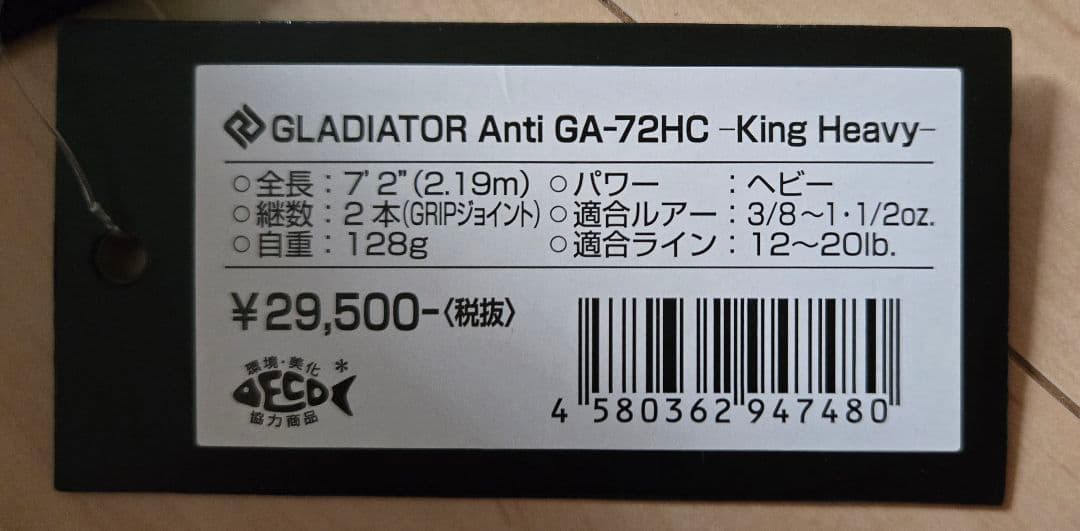 GLADIATOR Anti GA-72HC -King Heavy-
○全長：7'2"(2.19m) ○パワー　：ヘビー
○継数：2本(GRIPジョイント) ○適合ルアー：3/8〜1・1/2oz.
○自重：128g ○適合ライン：12〜20lb.
¥29,500-〈税抜〉
環境・美化*
ECO
協力商品
4 580362 947480